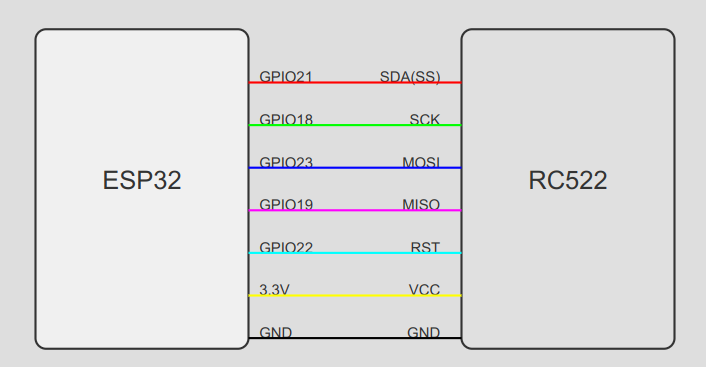 GPIO21 SDA(SS)
GPIO18 SCK
GPIO23 MOSI
ESP32 RC522
GPIO19 MISO
GPIO22 RST
3.3V VCC
GND GND